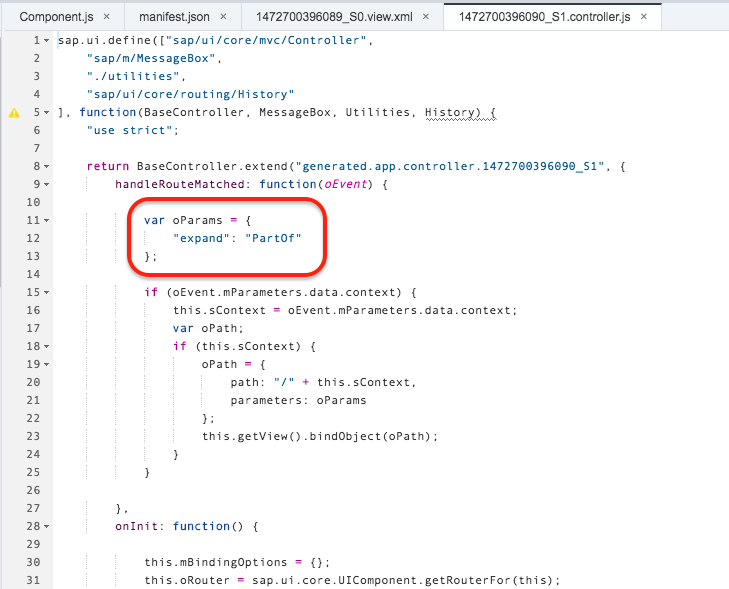 Component.js × manifest.json × 1472700396089_S0.view.xml × 1472700396090_S1.controller.js ×
1 sap.ui.define(["sap/ui/core/mvc/Controller",
2 "sap/m/MessageBox",
3 "./utilities",
4 "sap/ui/core/routing/History"
5 ], function(BaseController, MessageBox, Utilities, History) {
6 "use strict";
7
8 return BaseController.extend("generated.app.controller.1472700396090_S1", {
9 handleRouteMatched: function(oEvent) {
10
11 var oParams = {
12 "expand": "PartOf"
13 };
14
15 if (oEvent.mParameters.data.context) {
16 this.sContext = oEvent.mParameters.data.context;
17 var oPath;
18 if (this.sContext) {
19 oPath = {
20 path: "/" + this.sContext,
21 parameters: oParams
22 };
23 this.getView().bindObject(oPath);
24 }
25 }
26
27 },
28 onInit: function() {
29
30 this.mBindingOptions = {};
31 this.oRouter = sap.ui.core.UIComponent.getRouterFor(this);